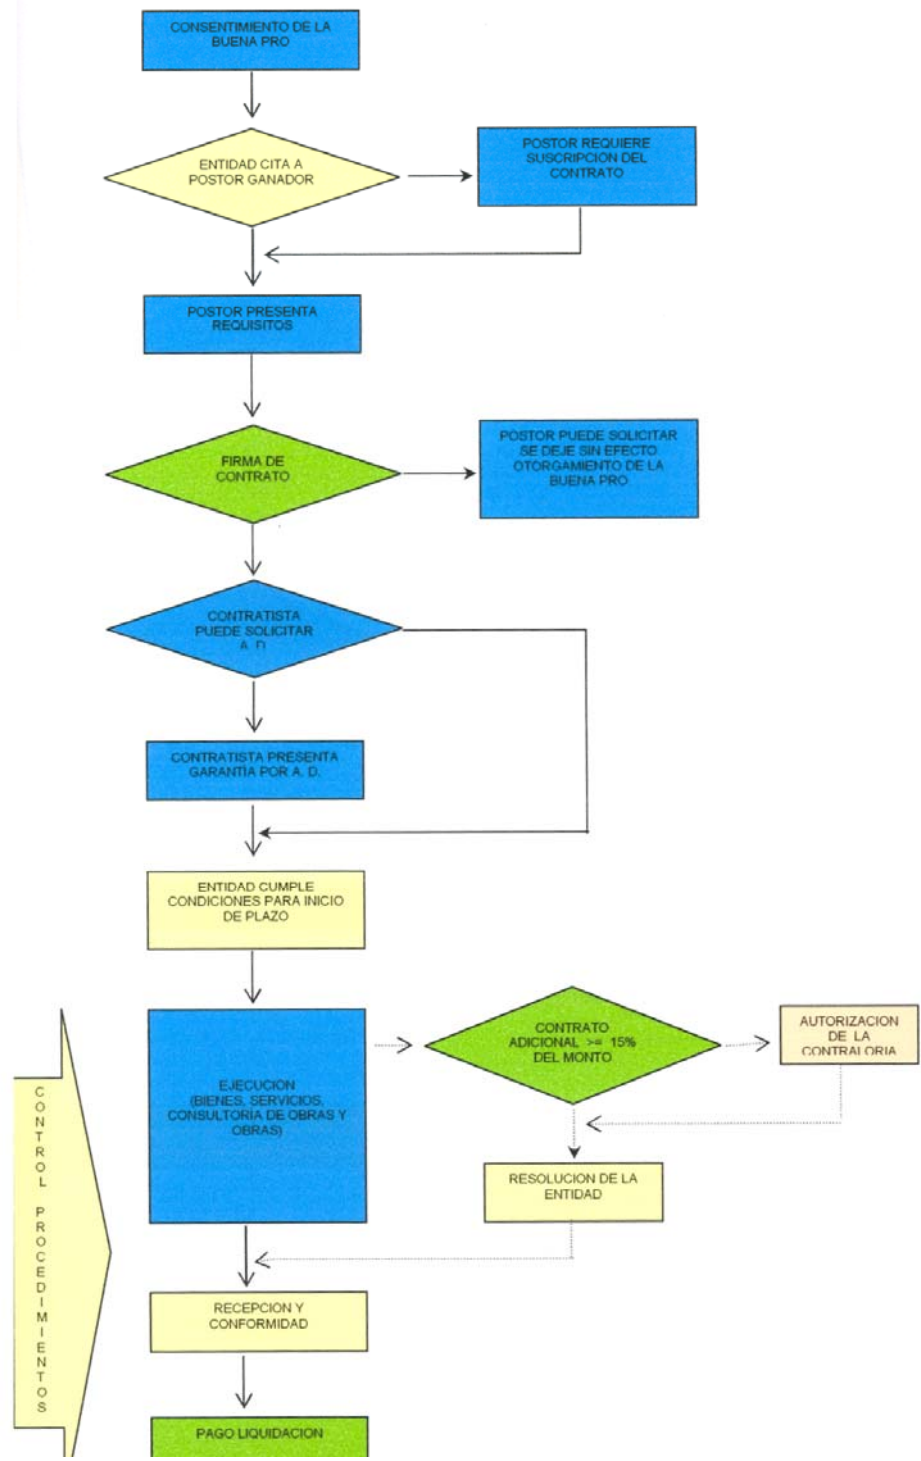 CONSENTIMIENTO DE LA
BUENA PRO
ENTIDAD CITA A
POSTOR GANADOR
POSTOR REQUIERE
SUSCRIPCION DEL
CONTRATO
POSTOR PRESENTA
REQUISITOS
FIRMA DE
CONTRATO
POSTOR PUEDE SOLICITAR
SE DEJE SIN EFECTO
OTORGAMIENTO DE LA
BUENA PRO
CONTRATISTA
PUEDE SOLICITAR
A. D.
CONTRATISTA PRESENTA
GARANTÍA POR A. D.
ENTIDAD CUMPLE
CONDICIONES PARA INICIO
DE PLAZO
EJECUCION
(BIENES, SERVICIOS,
CONSULTORIA DE OBRAS Y
OBRAS)
CONTRATO
ADICIONAL >= 15%
DEL MONTO
AUTORIZACION
DE LA
CONTRALORIA
RESOLUCION DE LA
ENTIDAD
CONTROL PROCEDIMIENTOS
RECEPCION Y
CONFORMIDAD
PAGO LIQUIDACION